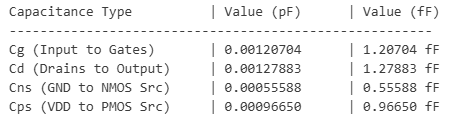 Capacitance Type | Value (pF) | Value (fF)
-----------------------------------------------------
Cg (Input to Gates) | 0.00120704 | 1.20704 fF
Cd (Drains to Output) | 0.00127883 | 1.27883 fF
Cns (GND to NMOS Src) | 0.00055588 | 0.55588 fF
Cps (VDD to PMOS Src) | 0.00096650 | 0.96650 fF